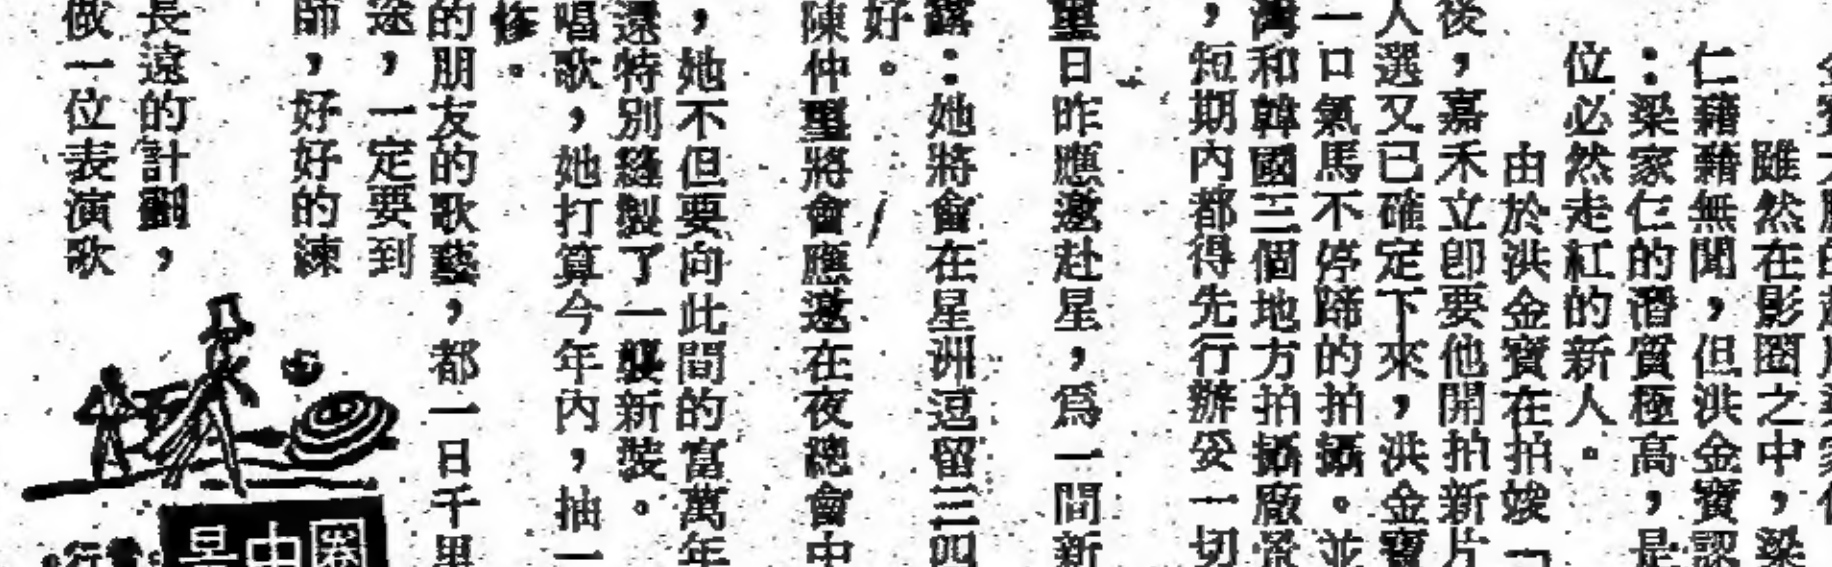 雖然在影圈之中，梁
仁藉藉無聞，但洪金寶認
：梁家仁的潛質極高，是
位必然走紅的新人。
由於洪金寶在拍竣「
後，嘉禾立即要他開拍新片
人選又已確定下來，洪金寶
一口氣馬不停蹄的拍攝。並
灣和韓國三個地方拍攝廠景
，短期內都得先行辦妥一切
里日昨應邀赴星，為一間新
露：她將會在星洲逗留三四
好。
陳仲里將會應邀在夜總會中
，她不但要向此間的富萬年
還特別縫製了一襲新裝。
唱歌，她打算今年內，抽一
修。
的朋友的歌藝，都一日千里
途，一定要到
師，好好的練
長遠的計劃，
做一位表演歌
圈中